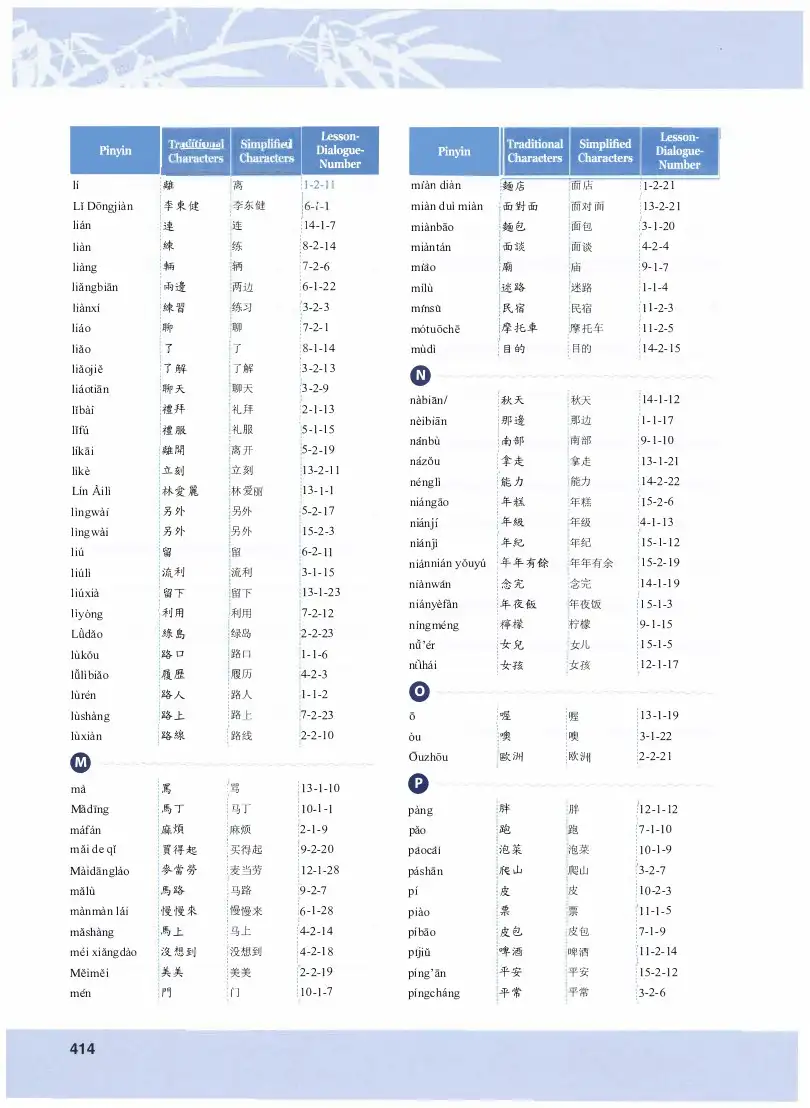 Pinyin Traditional Characters Simplified Characters Lesson-Dialogue-Number
lí 離 离 1-2-11
Lǐ Dōngjiàn 李東健 李东健 6-1-1
lián 連 连 14-1-7
liàn 練 练 8-2-14
liàng 輛 辆 7-2-6
liǎngbiān 兩邊 两边 6-1-22
liànxí 練習 练习 3-2-3
liáo 聊 聊 7-2-1
liǎo 了 了 8-1-14
liǎojiě 了解 了解 3-2-13
liáotiān 聊天 聊天 3-2-9
lǐbài 禮拜 礼拜 2-1-13
lǐfú 禮服 礼服 5-1-15
líkāi 離開 离开 5-2-19
lìkè 立刻 立刻 13-2-11
Lín Àilì 林愛麗 林爱丽 13-1-1
lìngwài 另外 另外 5-2-17
lìngwài 另外 另外 15-2-3
liú 留 留 6-2-11
liúlì 流利 流利 3-1-15
liúxià 留下 留下 13-1-23
lìyòng 利用 利用 7-2-12
Lǜdǎo 綠島 绿岛 2-2-23
lùkǒu 路口 路口 1-1-6
lǚlìbiǎo 履歷 履历 4-2-3
lùrén 路人 路人 1-1-2
lùshàng 路上 路上 7-2-23
lùxiàn 路線 路线 2-2-10
M
mà 罵 骂 13-1-10
Mǎdīng 馬丁 马丁 10-1-1
máfán 麻煩 麻烦 2-1-9
mǎi de qǐ 買得起 买得起 9-2-20
Màidāngláo 麥當勞 麦当劳 12-1-28
mǎlù 馬路 马路 9-2-7
mànmàn lái 慢慢來 慢慢来 6-1-28
mǎshàng 馬上 马上 4-2-14
méi xiǎngdào 沒想到 没想到 4-2-18
Měiměi 美美 美美 2-2-19
mén 門 门 10-1-7
Pinyin Traditional Characters Simplified Characters Lesson-Dialogue-Number
miàn diàn 麵店 面店 1-2-21
miàn duì miàn 面對面 面对面 13-2-21
miànbāo 麵包 面包 3-1-20
miàntán 面談 面谈 4-2-4
miào 廟 庙 9-1-7
mílù 迷路 迷路 1-1-4
mínsù 民宿 民宿 11-2-3
mótuōchē 摩托車 摩托车 11-2-5
mùdì 目的 目的 14-2-15
N
nàbiān/ 秋天 秋天 14-1-12
nèibiān 那邊 那边 1-1-17
nánbù 南部 南部 9-1-10
názǒu 拿走 拿走 13-1-21
nénglì 能力 能力 14-2-22
niángāo 年糕 年糕 15-2-6
niánjí 年級 年级 4-1-13
niánjì 年紀 年纪 15-1-12
niánnián yǒuyú 年年有餘 年年有余 15-2-19
niànwán 念完 念完 14-1-19
niányèfàn 年夜飯 年夜饭 15-1-3
níngméng 檸檬 柠檬 9-1-15
nǚ'ér 女兒 女儿 15-1-5
nǚhái 女孩 女孩 12-1-17
O
ō 喔 喔 13-1-19
òu 噢 噢 3-1-22
Ōuzhōu 歐洲 欧洲 2-2-21
P
pàng 胖 胖 12-1-12
pǎo 跑 跑 7-1-10
pàocài 泡菜 泡菜 10-1-9
páshān 爬山 爬山 3-2-7
pí 皮 皮 10-2-3
piào 票 票 11-1-5
píbāo 皮包 皮包 7-1-9
píjiǔ 啤酒 啤酒 11-2-14
píng'ān 平安 平安 15-2-12
píngcháng 平常 平常 3-2-6
414